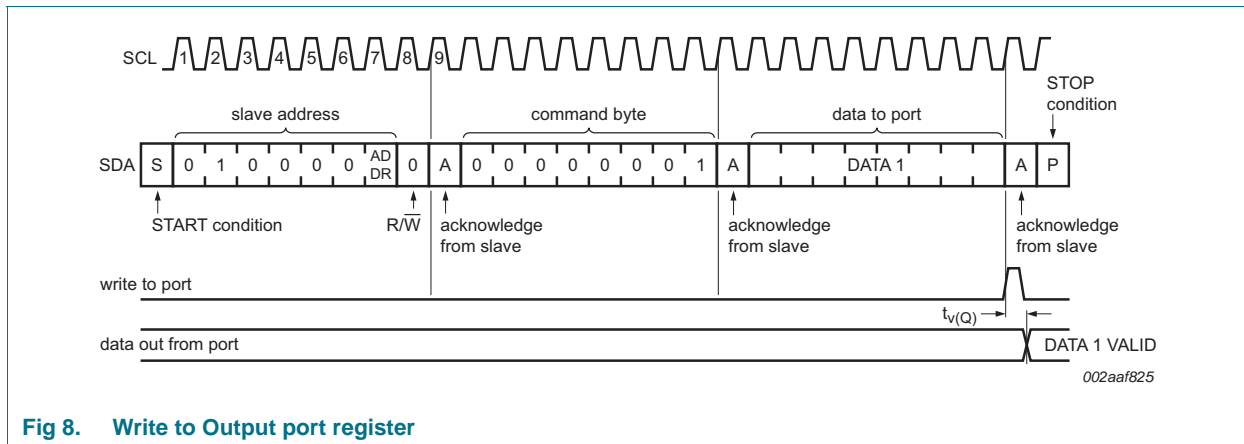 SCL 1 2 3 4 5 6 7 8 9
STOP
condition
slave address command byte data to port
SDA S 0 1 0 0 0 0 AD DR 0 A 0 0 0 0 0 0 0 1 A DATA 1 A P
START condition R/W̅ acknowledge from slave acknowledge from slave acknowledge from slave
write to port
tv(Q)
data out from port DATA 1 VALID
002aaf825
Fig 8. Write to Output port register